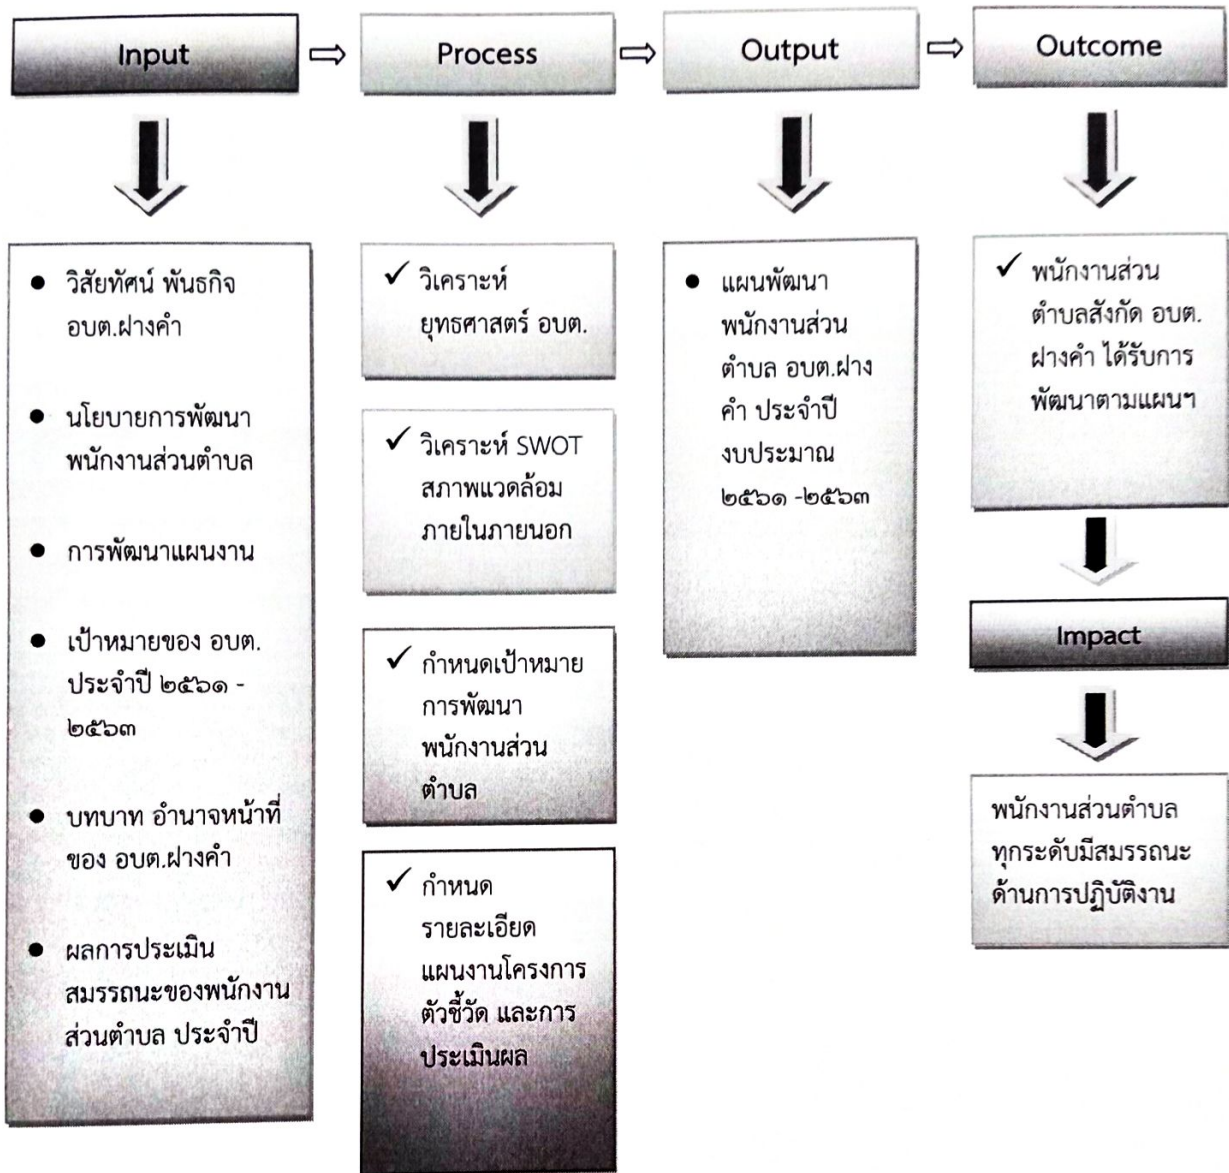 Input
Process
Output
Outcome
วิสัยทัศน์ พันธกิจ
อบต.ฝางคำ
นโยบายการพัฒนา
พนักงานส่วนตำบล
การพัฒนาแผนงาน
เป้าหมายของ อบต.
ประจำปี ๒๕๖๑ -
๒๕๖๓
บทบาท อำนาจหน้าที่
ของ อบต.ฝางคำ
ผลการประเมิน
สมรรถนะของพนักงาน
ส่วนตำบล ประจำปี
✓ วิเคราะห์
ยุทธศาสตร์ อบต.
✓ วิเคราะห์ SWOT
สภาพแวดล้อม
ภายในภายนอก
✓ กำหนดเป้าหมาย
การพัฒนา
พนักงานส่วน
ตำบล
✓ กำหนด
รายละเอียด
แผนงานโครงการ
ตัวชี้วัด และการ
ประเมินผล
แผนพัฒนา
พนักงานส่วน
ตำบล อบต.ฝาง
คำ ประจำปี
งบประมาณ
๒๕๖๑ -๒๕๖๓
✓ พนักงานส่วน
ตำบลสังกัด อบต.
ฝางคำ ได้รับการ
พัฒนาตามแผนฯ
Impact
พนักงานส่วนตำบล
ทุกระดับมีสมรรถนะ
ด้านการปฏิบัติงาน